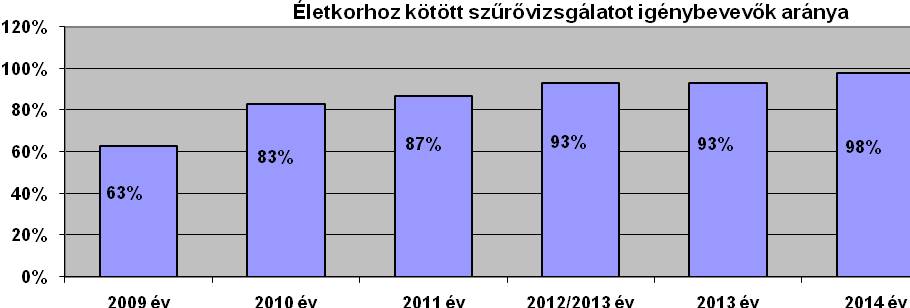 Életkorhoz kötött szűrővizsgálatot igénybevevők aránya
120%
100%
80%
60%
40%
20%
0%
63%
83%
87%
93%
93%
98%
2009 év
2010 év
2011 év
2012/2013 év
2013 év
2014 év